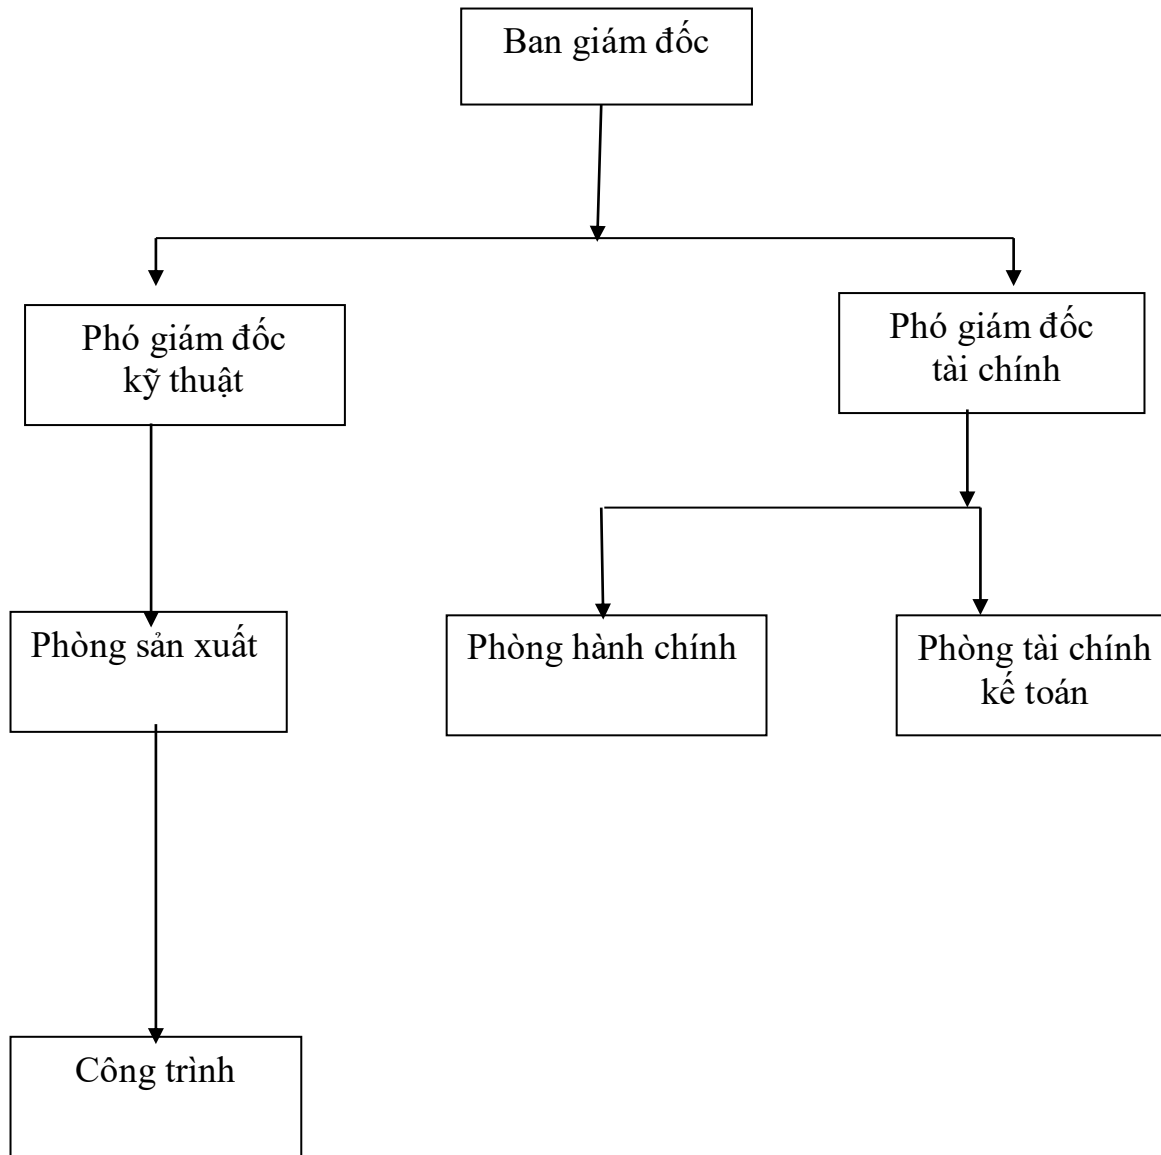 Ban giám đốc
Phó giám đốc
kỹ thuật
Phó giám đốc
tài chính
Phòng sản xuất
Phòng hành chính
Phòng tài chính
kế toán
Công trình